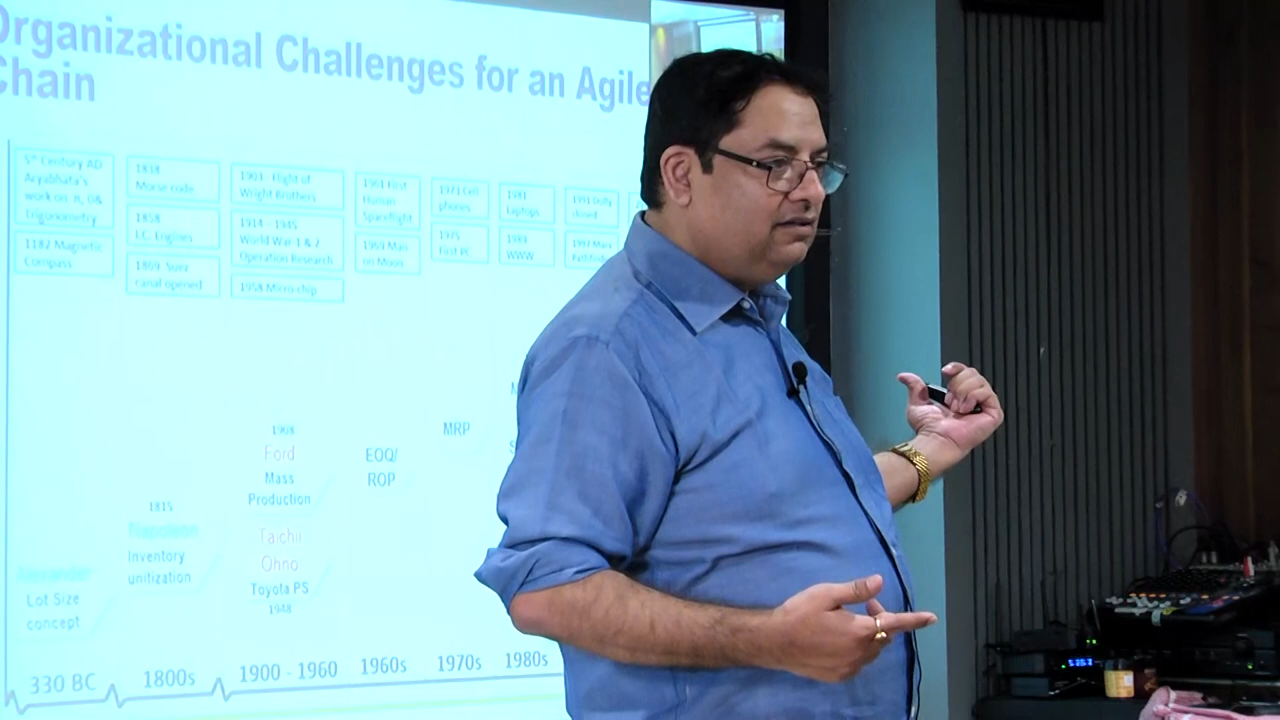 Organizational Challenges for an Agile
Chain
5th Century AD
Aryabhata's
work on π, 0&
Trigonometry
1182 Magnetic
Compass
1838
Morse code
1858
I.C. Engines
1869 Suez
canal opened
1903 Flight of
Wright Brothers
1914 - 1945
World War 1 & 2
Operation Research
1958 Micro chip
1961 First
Human
Spaceflight
1969 Man
on Moon
1973 Cell
phones
1975
First PC
1981
Laptops
1989
WWW
1991 Dolly
cloned
1997 Mars
1908
Ford
Mass
Production
EOQ/
ROP
MRP
1815
Napoleon
Inventory
unitization
Taichii
Ohno
Toyota PS
1948
Alexander
Lot Size
concept
330 BC
1800s
1900 - 1960
1960s
1970s
1980s